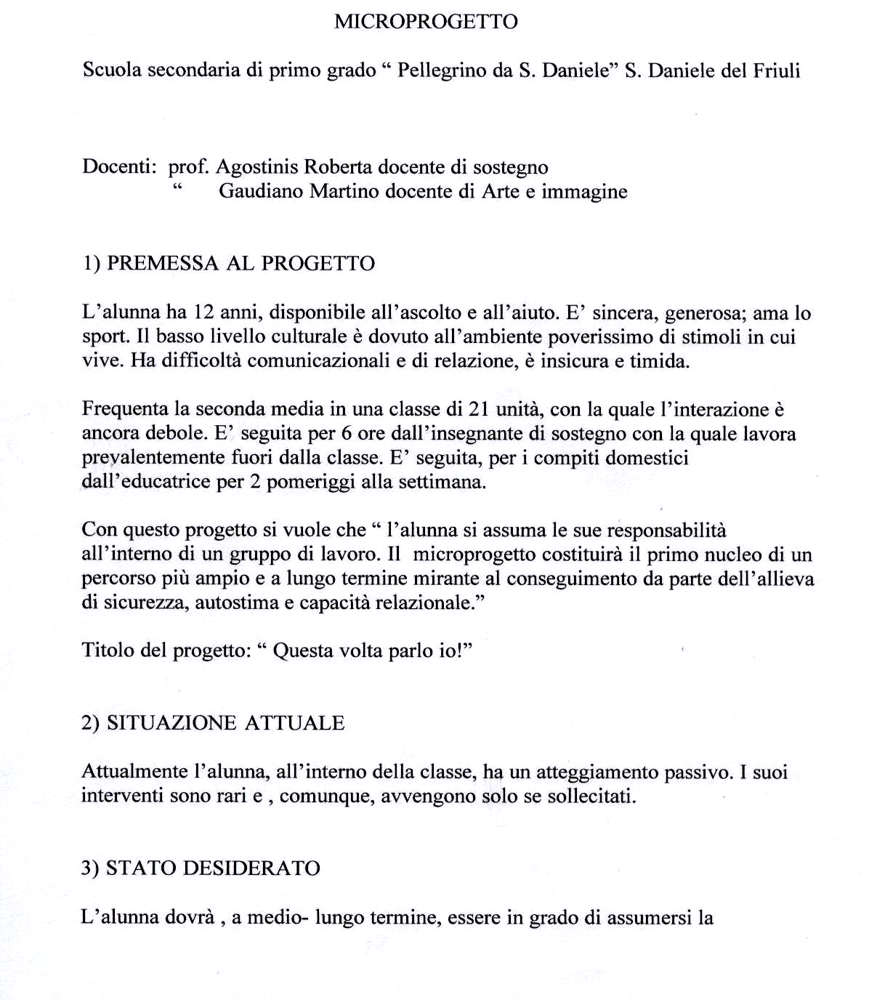 MICROPROGETTO
Scuola secondaria di primo grado “ Pellegrino da S. Daniele” S. Daniele del Friuli
Docenti:  prof. Agostinis Roberta docente di sostegno
“ Gaudiano Martino docente di Arte e immagine
1) PREMESSA AL PROGETTO
L’alunna ha 12 anni, disponibile all’ascolto e all’aiuto. E’ sincera, generosa; ama lo
sport. Il basso livello culturale è dovuto all’ambiente poverissimo di stimoli in cui
vive. Ha difficoltà comunicazionali e di relazione, è insicura e timida.
Frequenta la seconda media in una classe di 21 unità, con la quale l’interazione è
ancora debole. E’ seguita per 6 ore dall’insegnante di sostegno con la quale lavora
prevalentemente fuori dalla classe. E’ seguita, per i compiti domestici
dall’educatrice per 2 pomeriggi alla settimana.
Con questo progetto si vuole che “ l’alunna si assuma le sue responsabilità
all’interno di un gruppo di lavoro. Il  microprogetto costituirà il primo nucleo di un
percorso più ampio e a lungo termine mirante al conseguimento da parte dell’allieva
di sicurezza, autostima e capacità relazionale.”
Titolo del progetto: “ Questa volta parlo io!”
2) SITUAZIONE ATTUALE
Attualmente l’alunna, all’interno della classe, ha un atteggiamento passivo. I suoi
interventi sono rari e , comunque, avvengono solo se sollecitati.
3) STATO DESIDERATO
L’alunna dovrà , a medio- lungo termine, essere in grado di assumersi la